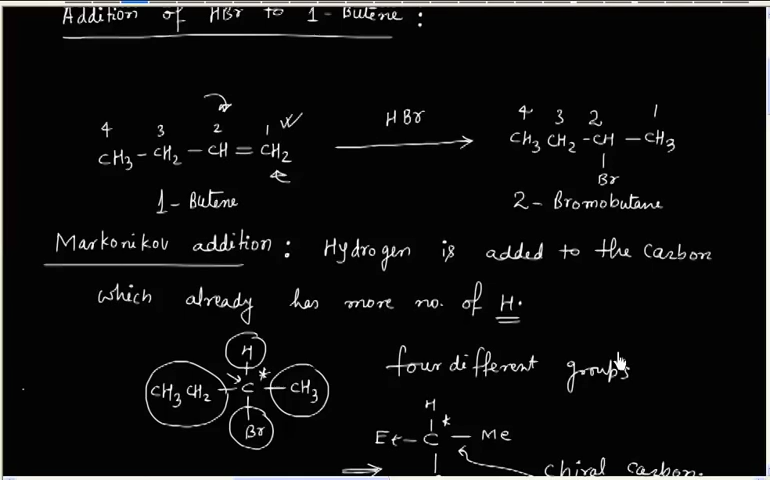 Addition of HBr to 1-Butene :
4 3 2 1
CH3-CH2-CH=CH2
HBr
4 3 2 1
CH3 CH2-CH-CH3
Br
1-Butene
2-Bromobutane
Markonikov addition : Hydrogen is added to the carbon
which already has more no. of H.
H
CH3 CH2-C*-CH3
Br
four different groups
H
Et-C*-Me
chiral carbon.